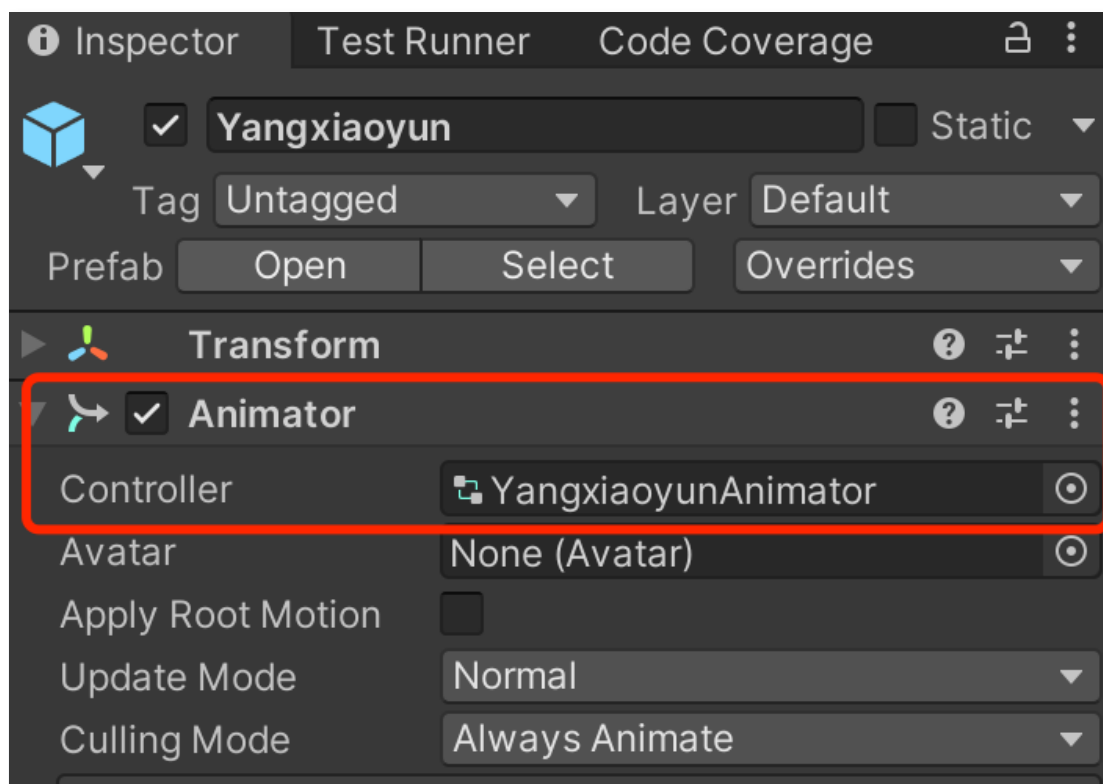 Inspector Test Runner Code Coverage
Yangxiaoyun Static
Tag Untagged Layer Default
Prefab Open Select Overrides
Transform
Animator
Controller YangxiaoyunAnimator
Avatar None (Avatar)
Apply Root Motion
Update Mode Normal
Culling Mode Always Animate